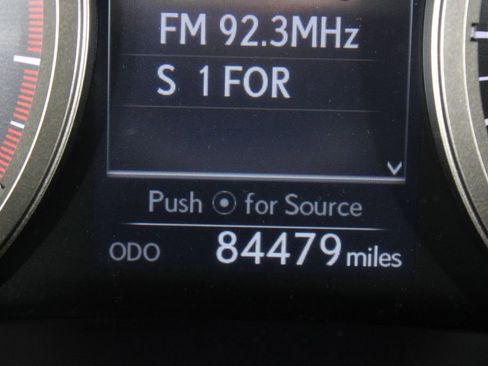 FM 92.3MHz
S 1 FOR
Push for Source
ODO 84479 miles